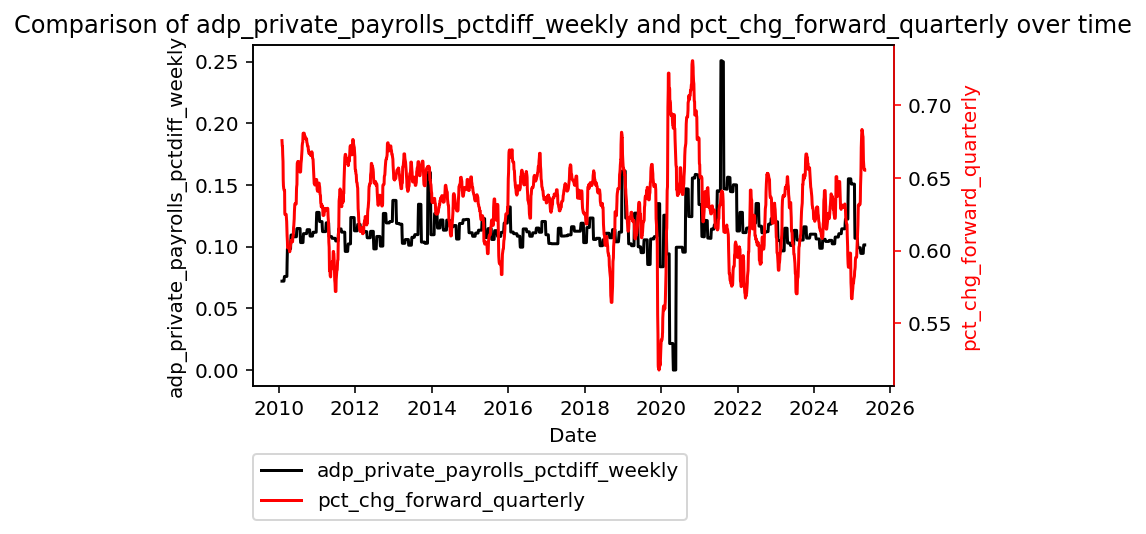 Comparison of adp_private_payrolls_pctdiff_weekly and pct_chg_forward_quarterly over time
adp_private_payrolls_pctdiff_weekly
0.25
0.20
0.15
0.10
0.05
0.00
0.70
0.65
0.60
0.55
pct_chg_forward_quarterly
2010 2012 2014 2016 2018 2020 2022 2024 2026
Date
adp_private_payrolls_pctdiff_weekly
pct_chg_forward_quarterly